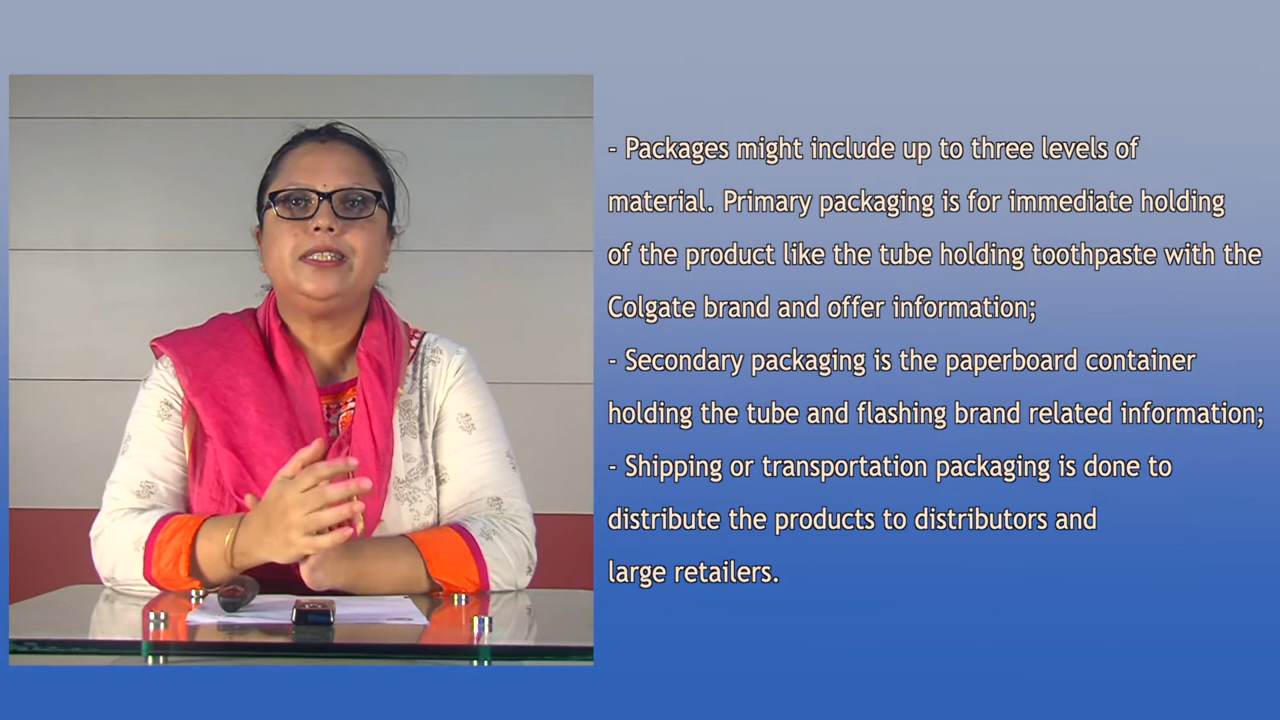 - Packages might include up to three levels of
material. Primary packaging is for immediate holding
of the product like the tube holding toothpaste with the
Colgate brand and offer information;
- Secondary packaging is the paperboard container
holding the tube and flashing brand related information;
- Shipping or transportation packaging is done to
distribute the products to distributors and
large retailers.